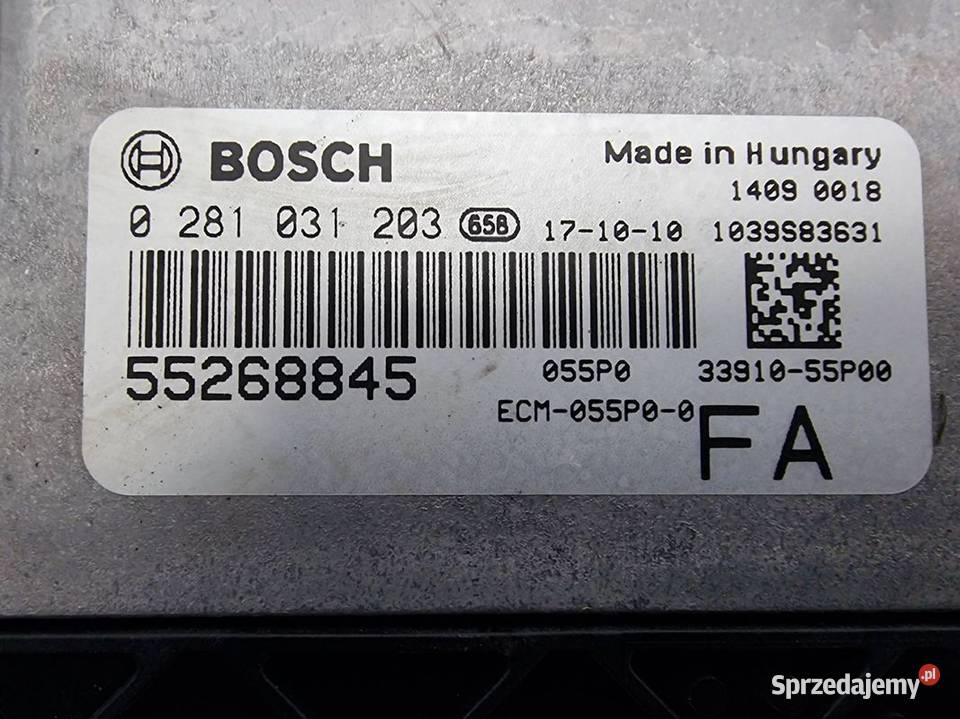 BOSCH
Made in Hungary
1409 0018
0 281 031 203 658 17-10-10 1039S83631
55268845
055P0 33910-55P00
ECM-055P0-0
FA
Sprzedajemy.pl